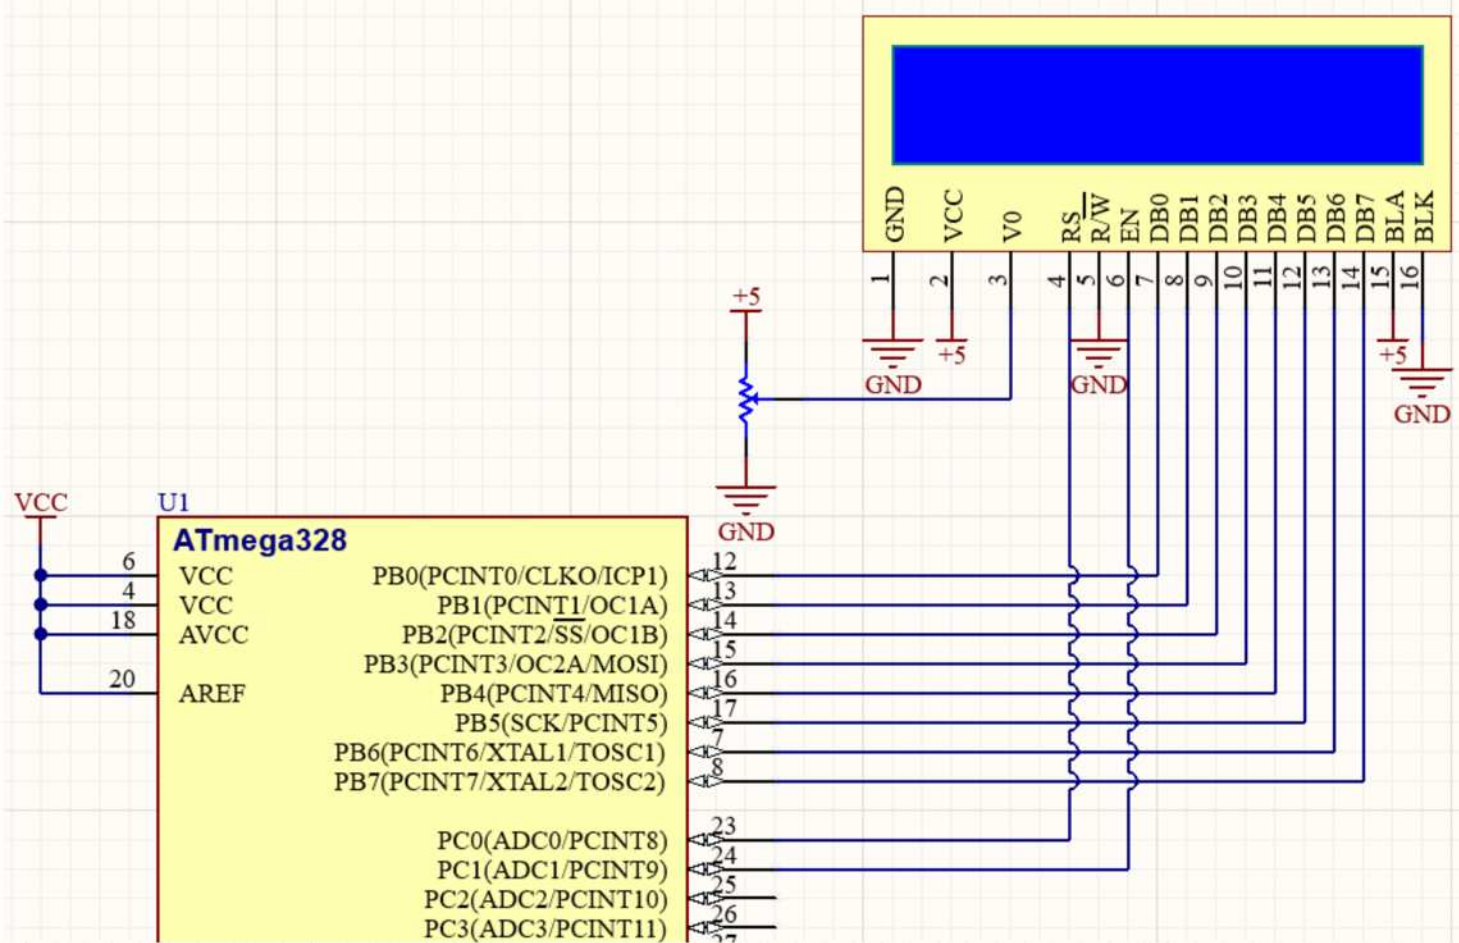 GND
VCC
V0
RS
R/W
EN
DB0
DB1
DB2
DB3
DB4
DB5
DB6
DB7
BLA
BLK
1
2
3
4
5
6
7
8
9
10
11
12
13
14
15
16
+5
GND
+5
GND
+5
GND
GND
VCC
U1
ATmega328
6 VCC PB0(PCINT0/CLKO/ICP1) 12
4 VCC PB1(PCINT1/OC1A) 13
18 AVCC PB2(PCINT2/SS/OC1B) 14
PB3(PCINT3/OC2A/MOSI) 15
20 AREF PB4(PCINT4/MISO) 16
PB5(SCK/PCINT5) 17
PB6(PCINT6/XTAL1/TOSC1) 7
PB7(PCINT7/XTAL2/TOSC2) 8
PC0(ADC0/PCINT8) 23
PC1(ADC1/PCINT9) 24
PC2(ADC2/PCINT10) 25
PC3(ADC3/PCINT11) 26
27